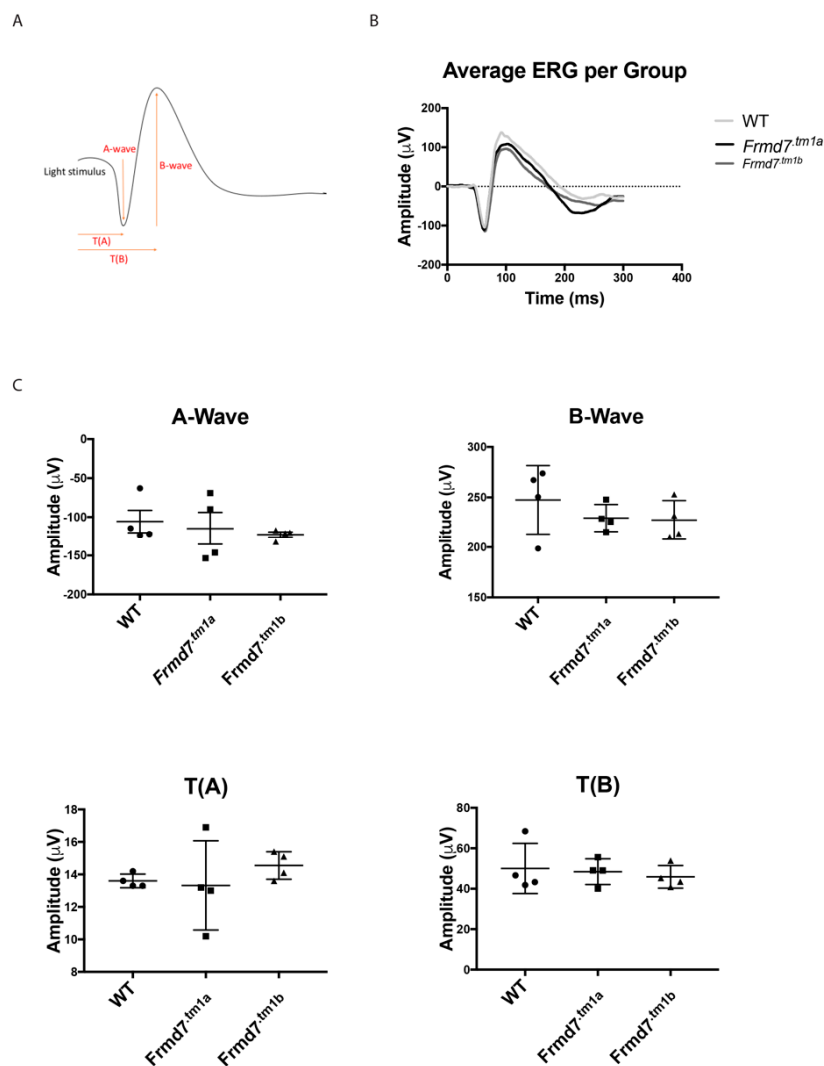 A
Light stimulus
A-wave
B-wave
T(A)
T(B)
B
Average ERG per Group
Amplitude (μV)
200
100
0
-100
-200
0
100
200
300
400
Time (ms)
WT
Frmd7.tm1a
Frmd7.tm1b
C
A-Wave
Amplitude (μV)
0
-50
-100
-150
-200
WT
Frmd7.tm1a
Frmd7.tm1b
B-Wave
Amplitude (μV)
300
250
200
150
WT
Frmd7.tm1a
Frmd7.tm1b
T(A)
Amplitude (μV)
18
16
14
12
10
8
WT
Frmd7.tm1a
Frmd7.tm1b
T(B)
Amplitude (μV)
80
60
40
20
0
WT
Frmd7.tm1a
Frmd7.tm1b